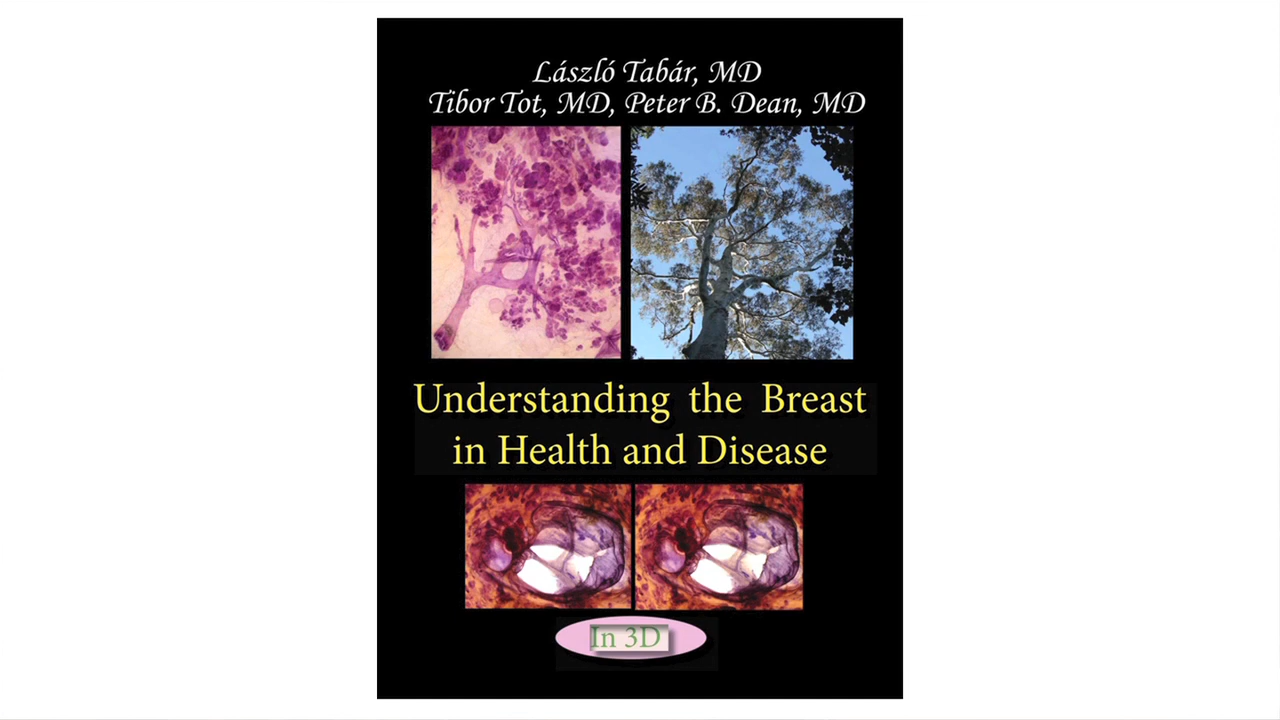 László Tabár, MD
Tibor Tot, MD, Peter B. Dean, MD
Understanding the Breast
in Health and Disease
In 3D